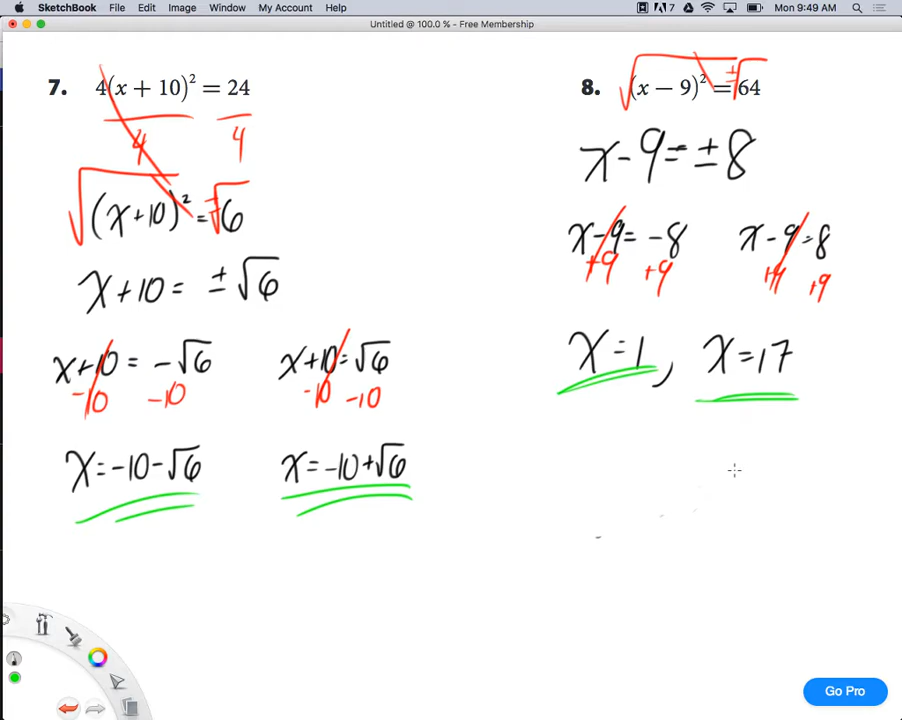 SketchBook File Edit Image Window My Account Help 7 Mon 9:49 AM
Untitled @ 100.0 % - Free Membership
7. 4(x + 10)² = 24
4 4
√(x+10)² = ±√6
x+10 = ±√6
x+10 = -√6 x+10 = √6
-10 -10 -10 -10
x = -10-√6 x = -10+√6
8. √(x − 9)² = ±√64
x-9 = ±8
x-9 = -8 x-9 = 8
+9 +9 +9 +9
x=1, x=17
Go Pro